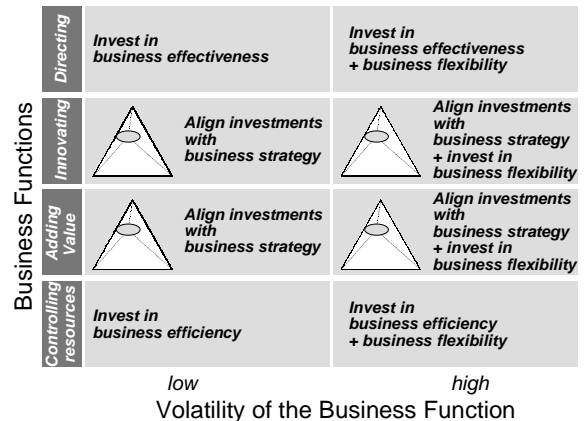 Business Functions
Directing
Invest in
business effectiveness
Invest in
business effectiveness
+ business flexibility
Innovating
Align investments
with
business strategy
Align investments
with
business strategy
+ invest in
business flexibility
Adding
Value
Align investments
with
business strategy
Align investments
with
business strategy
+ invest in
business flexibility
Controlling
resources
Invest in
business efficiency
Invest in
business efficiency
+ business flexibility
low
high
Volatility of the Business Function